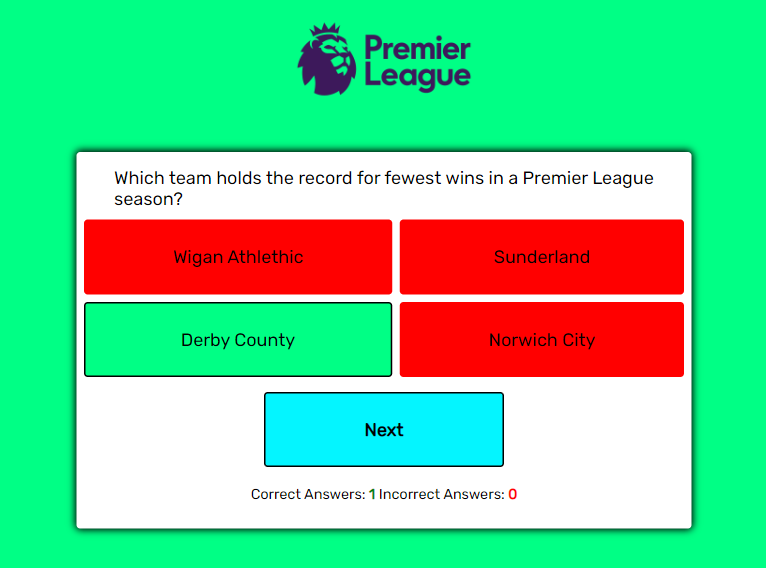 Premier
League
Which team holds the record for fewest wins in a Premier League
season?
Wigan Athlethic
Sunderland
Derby County
Norwich City
Next
Correct Answers: 1 Incorrect Answers: 0